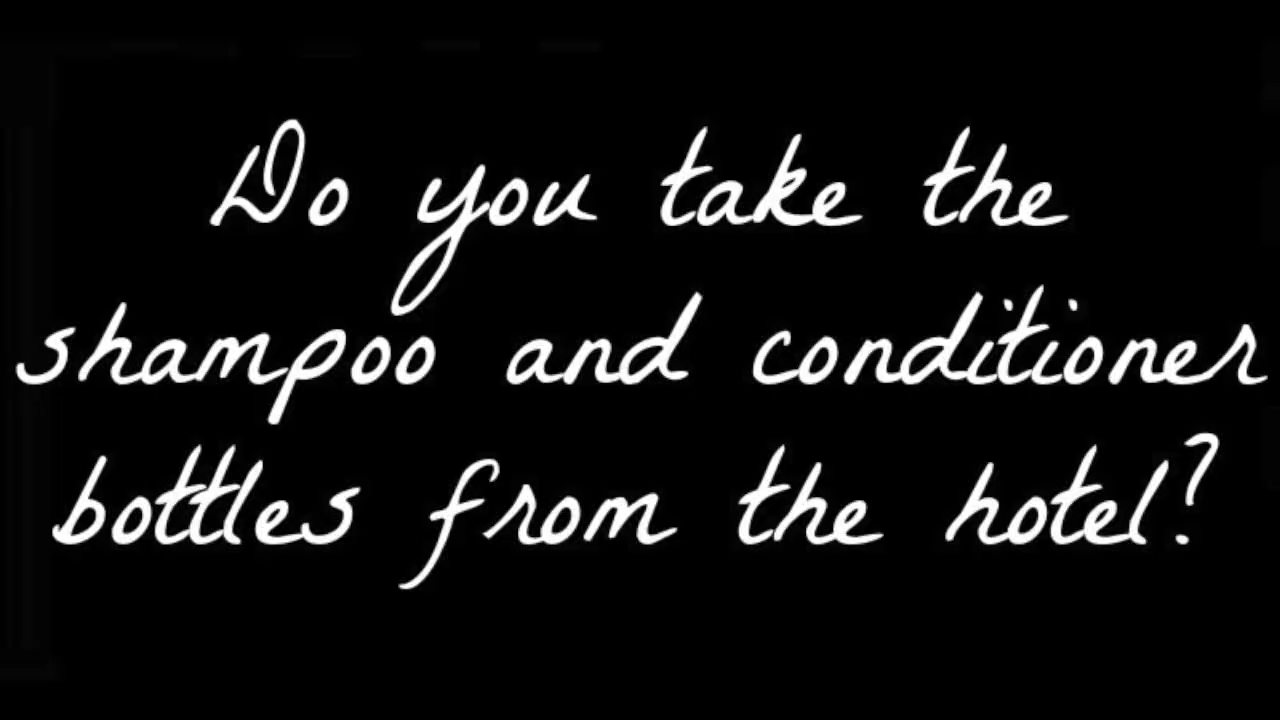 Do you take the
shampoo and conditioner
bottles from the hotel?